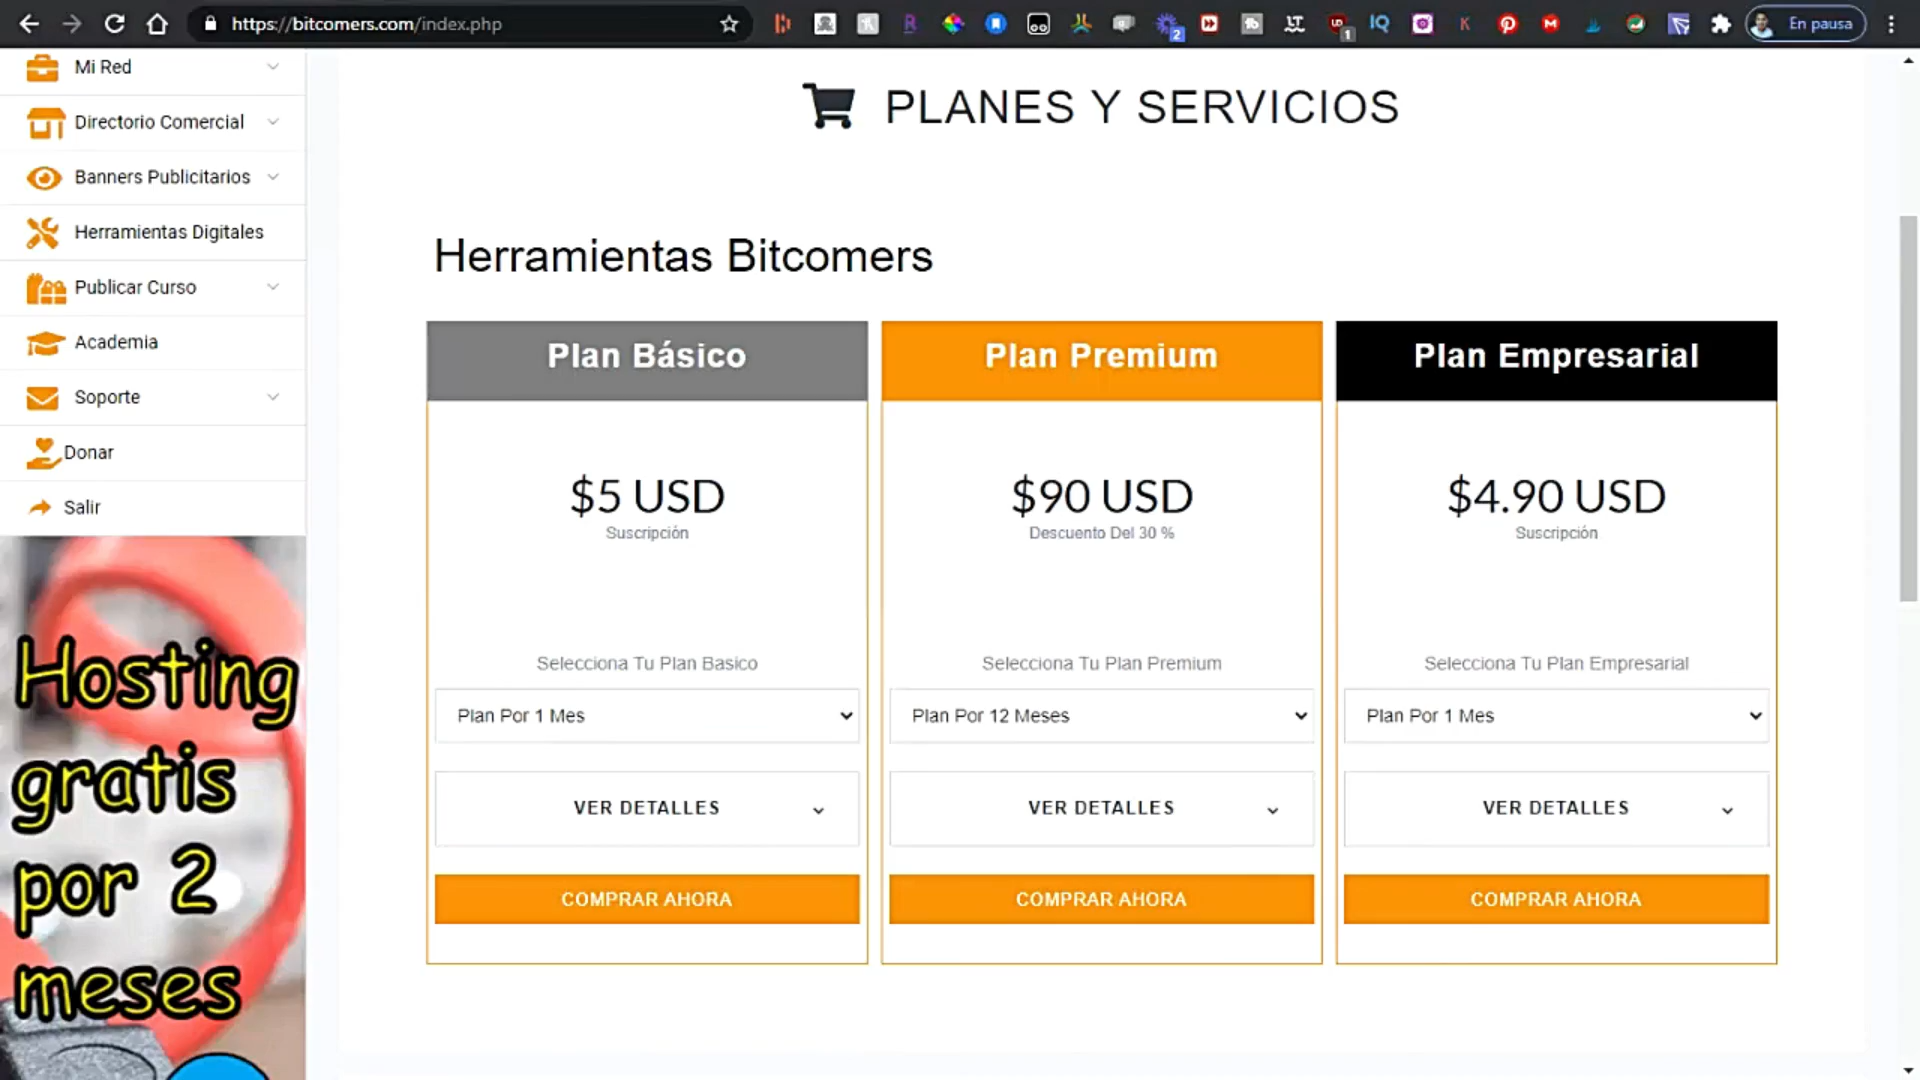 https://bitcomers.com/index.php
En pausa
Mi Red
Directorio Comercial
Banners Publicitarios
Herramientas Digitales
Publicar Curso
Academia
Soporte
Donar
Salir
Hosting
gratis
por 2
meses
PLANES Y SERVICIOS
Herramientas Bitcomers
Plan Básico
$5 USD
Suscripción
Selecciona Tu Plan Basico
Plan Por 1 Mes
VER DETALLES
COMPRAR AHORA
Plan Premium
$90 USD
Descuento Del 30 %
Selecciona Tu Plan Premium
Plan Por 12 Meses
VER DETALLES
COMPRAR AHORA
Plan Empresarial
$4.90 USD
Suscripción
Selecciona Tu Plan Empresarial
Plan Por 1 Mes
VER DETALLES
COMPRAR AHORA